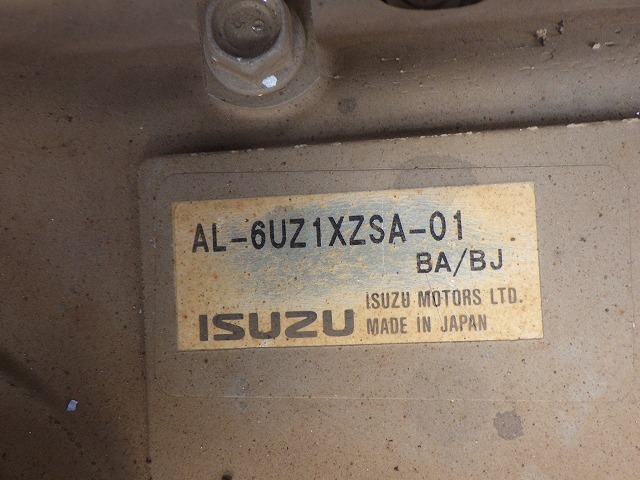 AL-6UZ1XZSA-01
BA/BJ
ISUZU
ISUZU MOTORS LTD.
MADE IN JAPAN